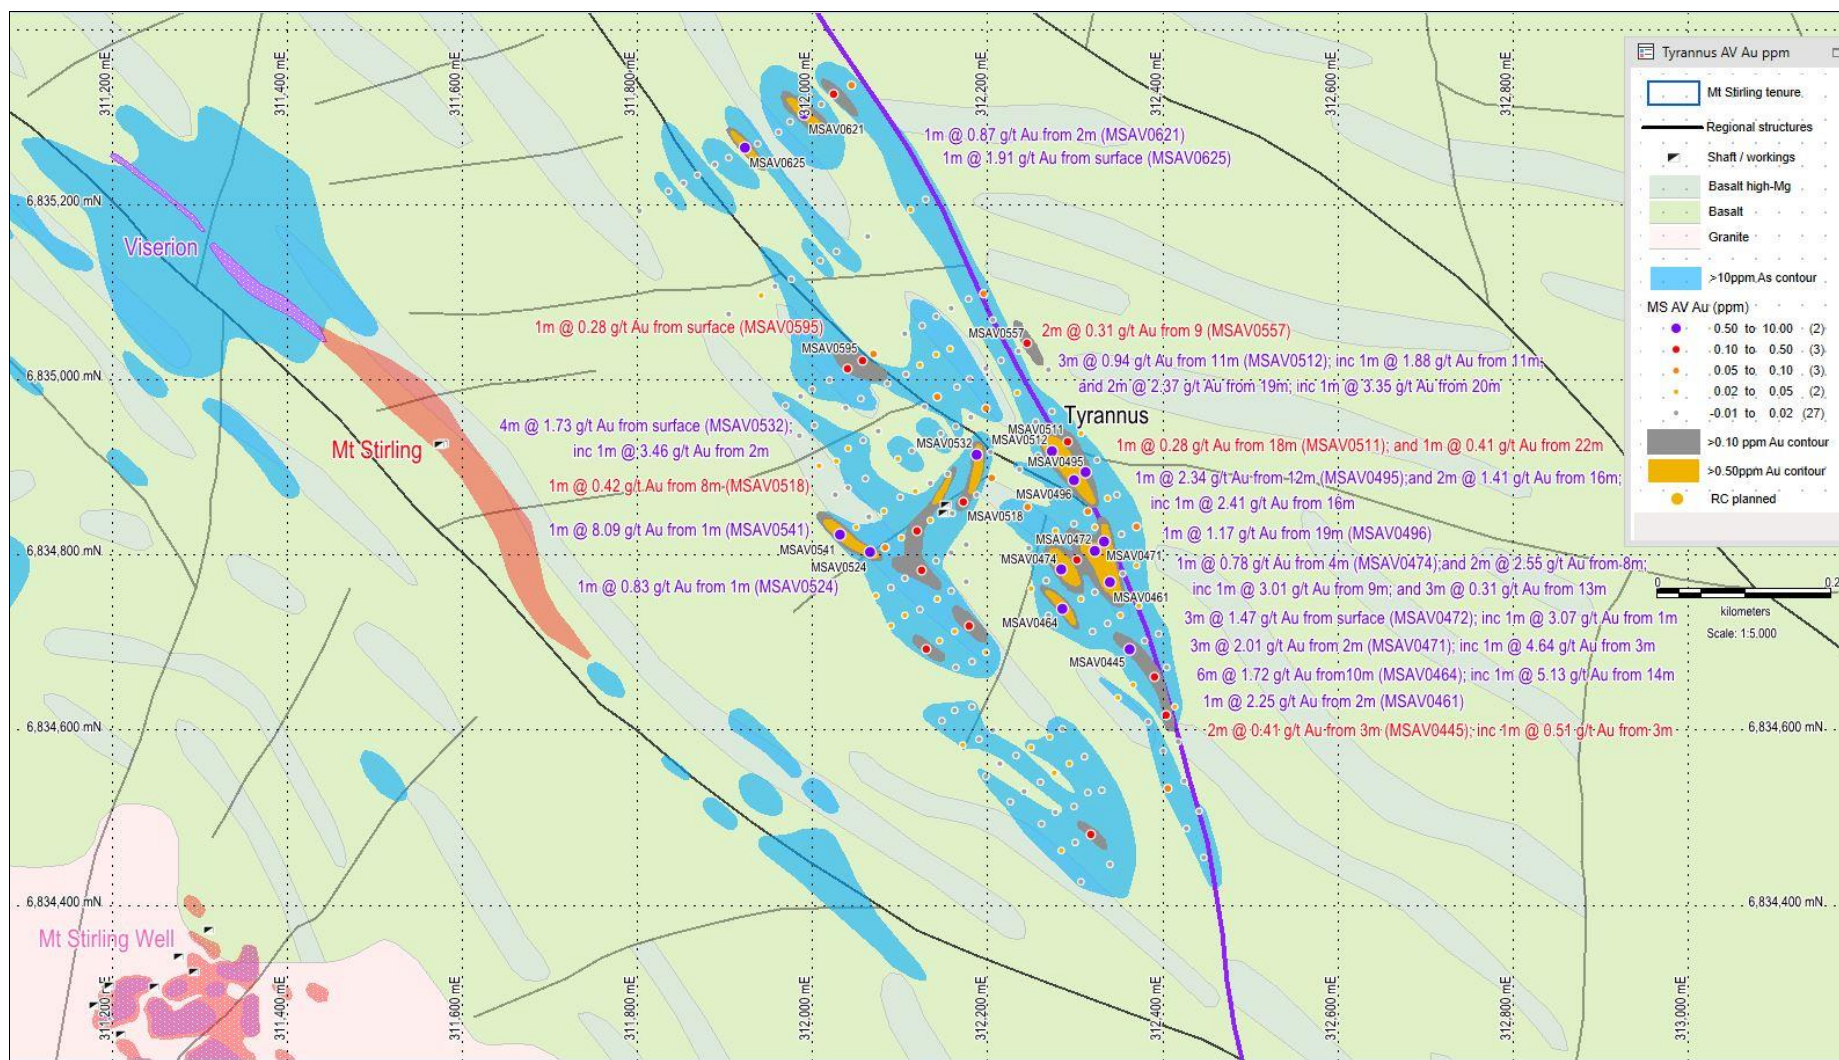 311,200 mE
311,400 mE
311,600 mE
311,800 mE
312,000 mE
312,200 mE
312,400 mE
312,600 mE
312,800 mE
Tyrannus AV Au ppm
Mt Stirling tenure
Regional structures
Shaft / workings
Basalt high-Mg
Basalt
Granite
>10ppm As contour
MS AV Au (ppm)
0.50 to 10.00 (2)
0.10 to 0.50 (3)
0.05 to 0.10 (3)
0.02 to 0.05 (2)
-0.01 to 0.02 (27)
>0.10 ppm Au contour
>0.50ppm Au contour
RC planned
0
0.2
kilometers
Scale: 1:5.000
MSAV0621
MSAV0625
1m @ 0.87 g/t Au from 2m (MSAV0621)
1m @ 1.91 g/t Au from surface (MSAV0625)
6,835,200 mN
Viserion
1m @ 0.28 g/t Au from surface (MSAV0595)
MSAV0595
MSAV0557
2m @ 0.31 g/t Au from 9 (MSAV0557)
3m @ 0.94 g/t Au from 11m (MSAV0512); inc 1m @ 1.88 g/t Au from 11m;
and 2m @ 2.37 g/t Au from 19m; inc 1m @ 3.35 g/t Au from 20m
6,835,000 mN
Tyrannus
4m @ 1.73 g/t Au from surface (MSAV0532);
inc 1m @ 3.46 g/t Au from 2m
MSAV0532
MSAV0511
MSAV0512
MSAV0495
MSAV0496
1m @ 0.28 g/t Au from 18m (MSAV0511); and 1m @ 0.41 g/t Au from 22m
Mt Stirling
1m @ 2.34 g/t Au from 12m (MSAV0495);and 2m @ 1.41 g/t Au from 16m;
inc 1m @ 2.41 g/t Au from 16m
1m @ 0.42 g/t Au from 8m (MSAV0518)
MSAV0518
1m @ 8.09 g/t Au from 1m (MSAV0541)
1m @ 1.17 g/t Au from 19m (MSAV0496)
MSAV0541
MSAV0524
MSAV0472
MSAV0474
MSAV0471
6,834,800 mN
1m @ 0.78 g/t Au from 4m (MSAV0474);and 2m @ 2.55 g/t Au from 8m;
inc 1m @ 3.01 g/t Au from 9m; and 3m @ 0.31 g/t Au from 13m
1m @ 0.83 g/t Au from 1m (MSAV0524)
MSAV0461
MSAV0464
3m @ 1.47 g/t Au from surface (MSAV0472); inc 1m @ 3.07 g/t Au from 1m
3m @ 2.01 g/t Au from 2m (MSAV0471); inc 1m @ 4.64 g/t Au from 3m
MSAV0445
6m @ 1.72 g/t Au from10m (MSAV0464); inc 1m @ 5.13 g/t Au from 14m
1m @ 2.25 g/t Au from 2m (MSAV0461)
2m @ 0.41 g/t Au from 3m (MSAV0445); inc 1m @ 0.51 g/t Au from 3m
6,834,600 mN
6,834,600 mN
6,834,400 mN
6,834,400 mN
Mt Stirling Well
311,200 mE
311,400 mE
311,600 mE
311,800 mE
312,000 mE
312,200 mE
312,400 mE
312,600 mE
312,800 mE
313,000 mE